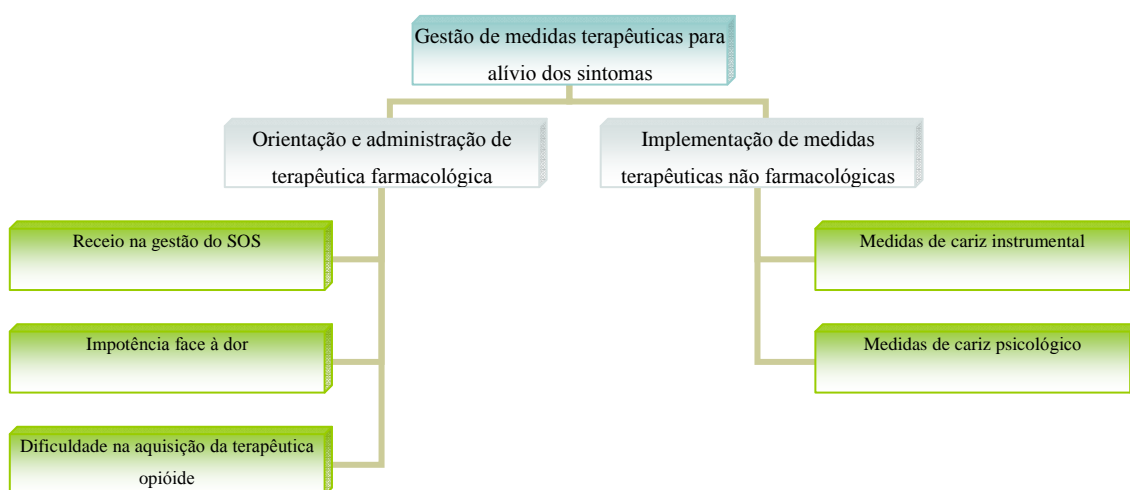 Gestão de medidas terapêuticas para
alívio dos sintomas
Orientação e administração de
terapêutica farmacológica
Implementação de medidas
terapêuticas não farmacológicas
Receio na gestão do SOS
Impotência face à dor
Dificuldade na aquisição da terapêutica
opióide
Medidas de cariz instrumental
Medidas de cariz psicológico